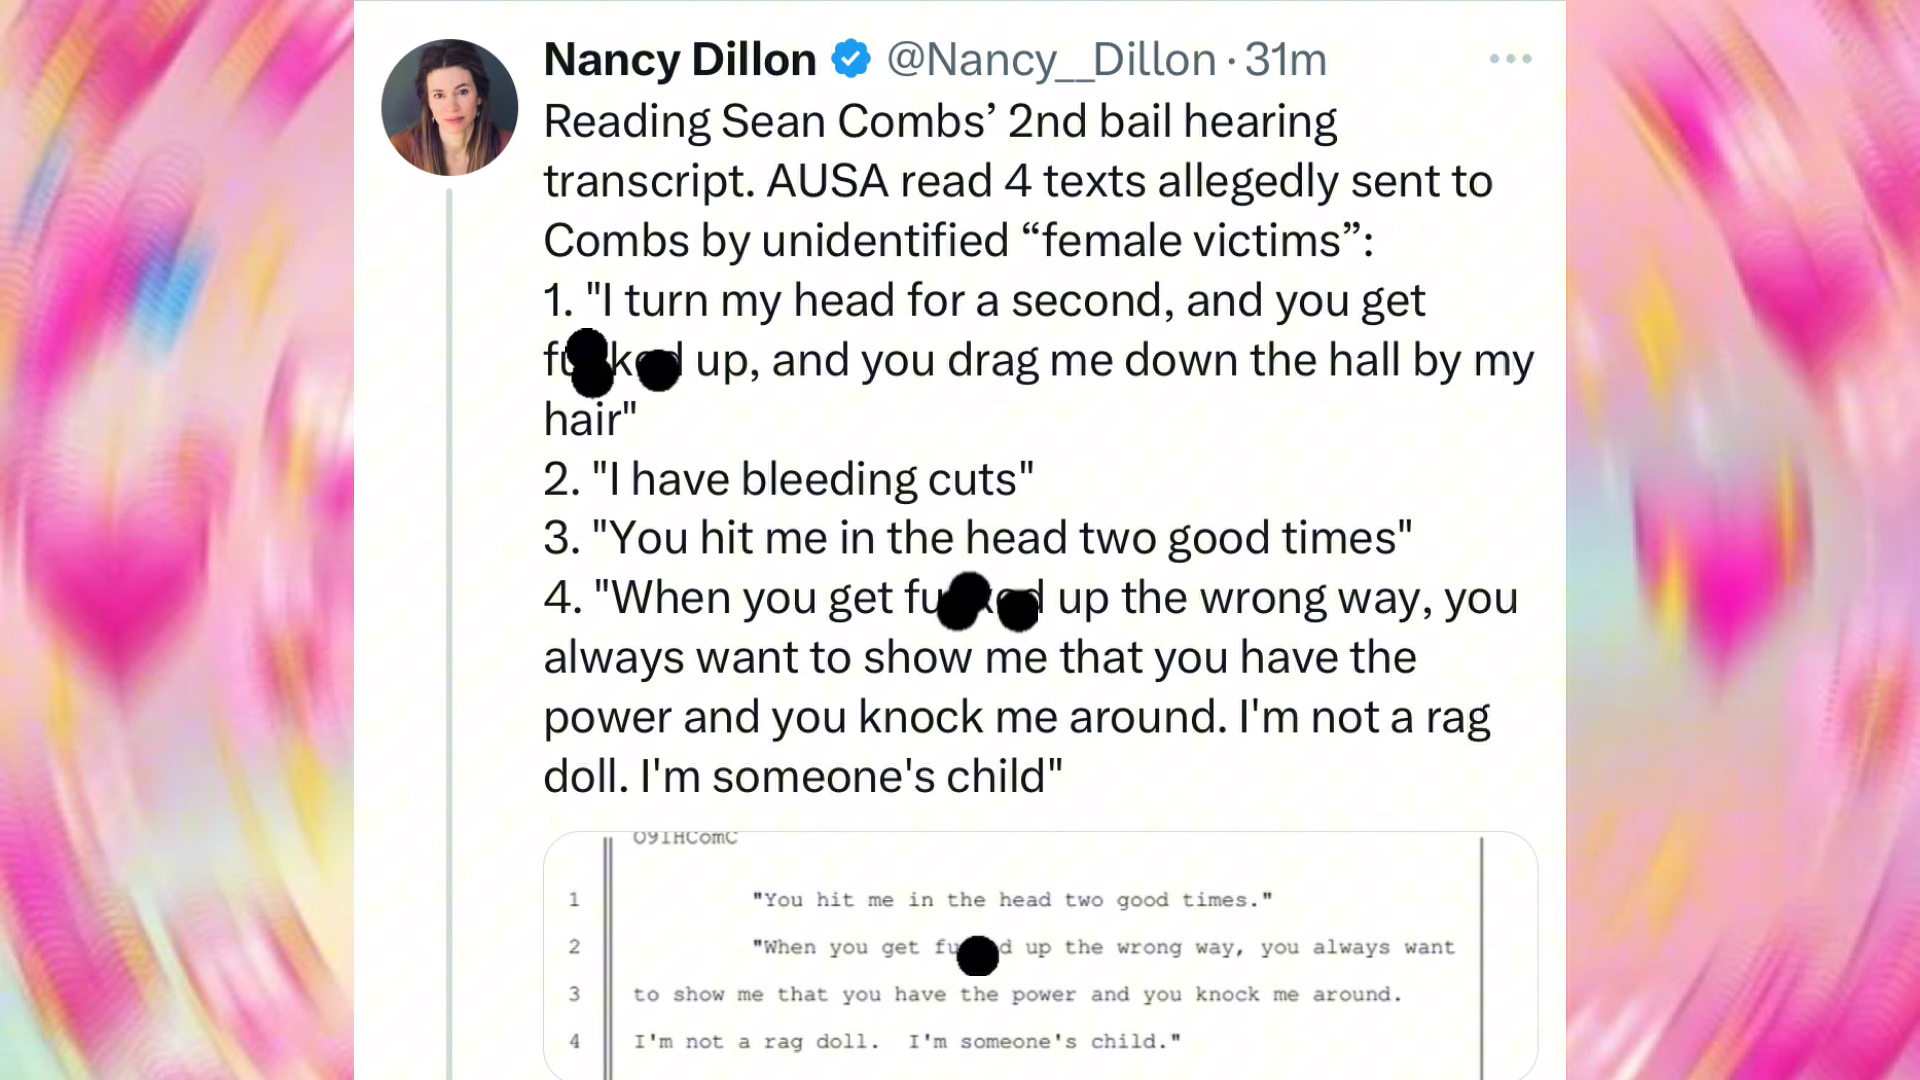 Nancy Dillon @Nancy__Dillon · 31m
Reading Sean Combs’ 2nd bail hearing
transcript. AUSA read 4 texts allegedly sent to
Combs by unidentified “female victims”:
1. "I turn my head for a second, and you get
up, and you drag me down the hall by my
hair"
2. "I have bleeding cuts"
3. "You hit me in the head two good times"
4. "When you get up the wrong way, you
always want to show me that you have the
power and you knock me around. I'm not a rag
doll. I'm someone's child"
O91HComC
1 "You hit me in the head two good times."
2 "When you get up the wrong way, you always want
3 to show me that you have the power and you knock me around.
4 I'm not a rag doll. I'm someone's child."